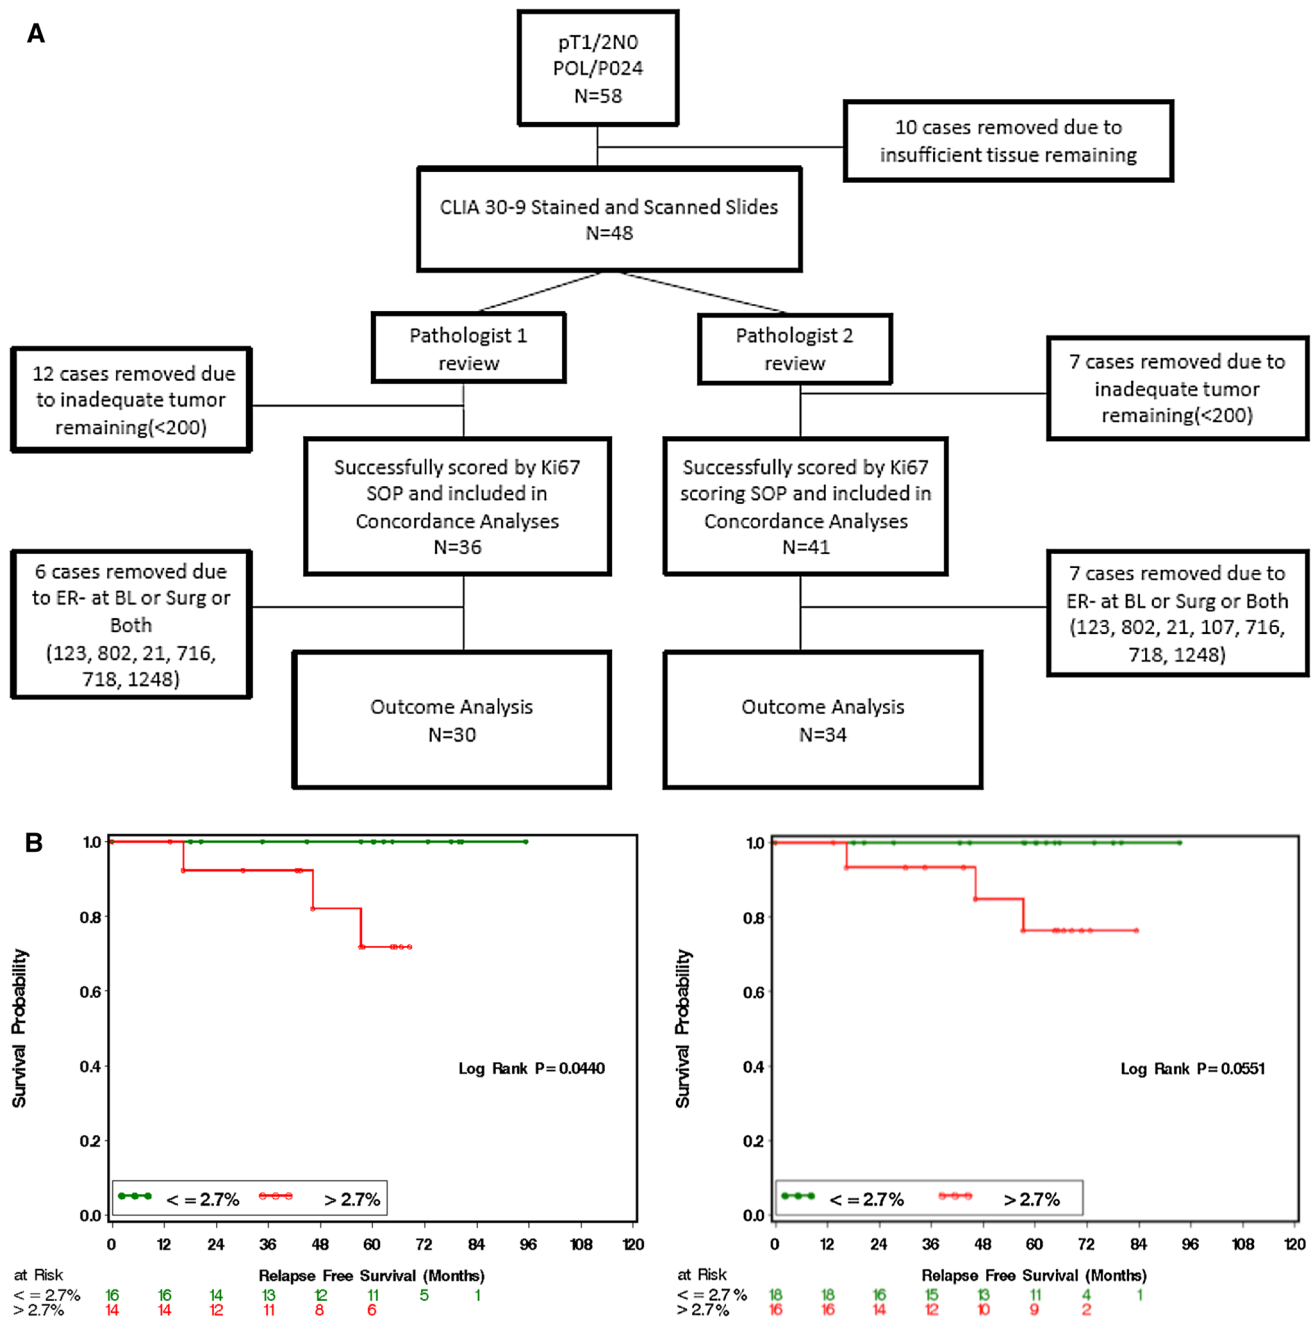 A
pT1/2N0
POL/P024
N=58
10 cases removed due to
insufficient tissue remaining
CLIA 30-9 Stained and Scanned Slides
N=48
Pathologist 1
review
Pathologist 2
review
12 cases removed due
to inadequate tumor
remaining(<200)
7 cases removed due to
inadequate tumor
remaining(<200)
Successfully scored by Ki67
SOP and included in
Concordance Analyses
N=36
Successfully scored by Ki67
scoring SOP and included in
Concordance Analyses
N=41
6 cases removed due
to ER- at BL or Surg or
Both
(123, 802, 21, 716,
718, 1248)
7 cases removed due to
ER- at BL or Surg or Both
(123, 802, 21, 107, 716,
718, 1248)
Outcome Analysis
N=30
Outcome Analysis
N=34
B
Survival Probability
1.0
0.8
0.6
0.4
0.2
0.0
Log Rank P=0.0440
<=2.7% >2.7%
0 12 24 36 48 60 72 84 96 108 120
at Risk Relapse Free Survival (Months)
<=2.7% 16 16 14 13 12 11 5 1
>2.7% 14 14 12 11 8 6
Survival Probability
1.0
0.8
0.6
0.4
0.2
0.0
Log Rank P=0.0551
<=2.7% >2.7%
0 12 24 36 48 60 72 84 96 108 120
at Risk Relapse Free Survival (Months)
<=2.7% 18 18 16 15 13 11 4 1
>2.7% 16 16 14 12 10 9 2